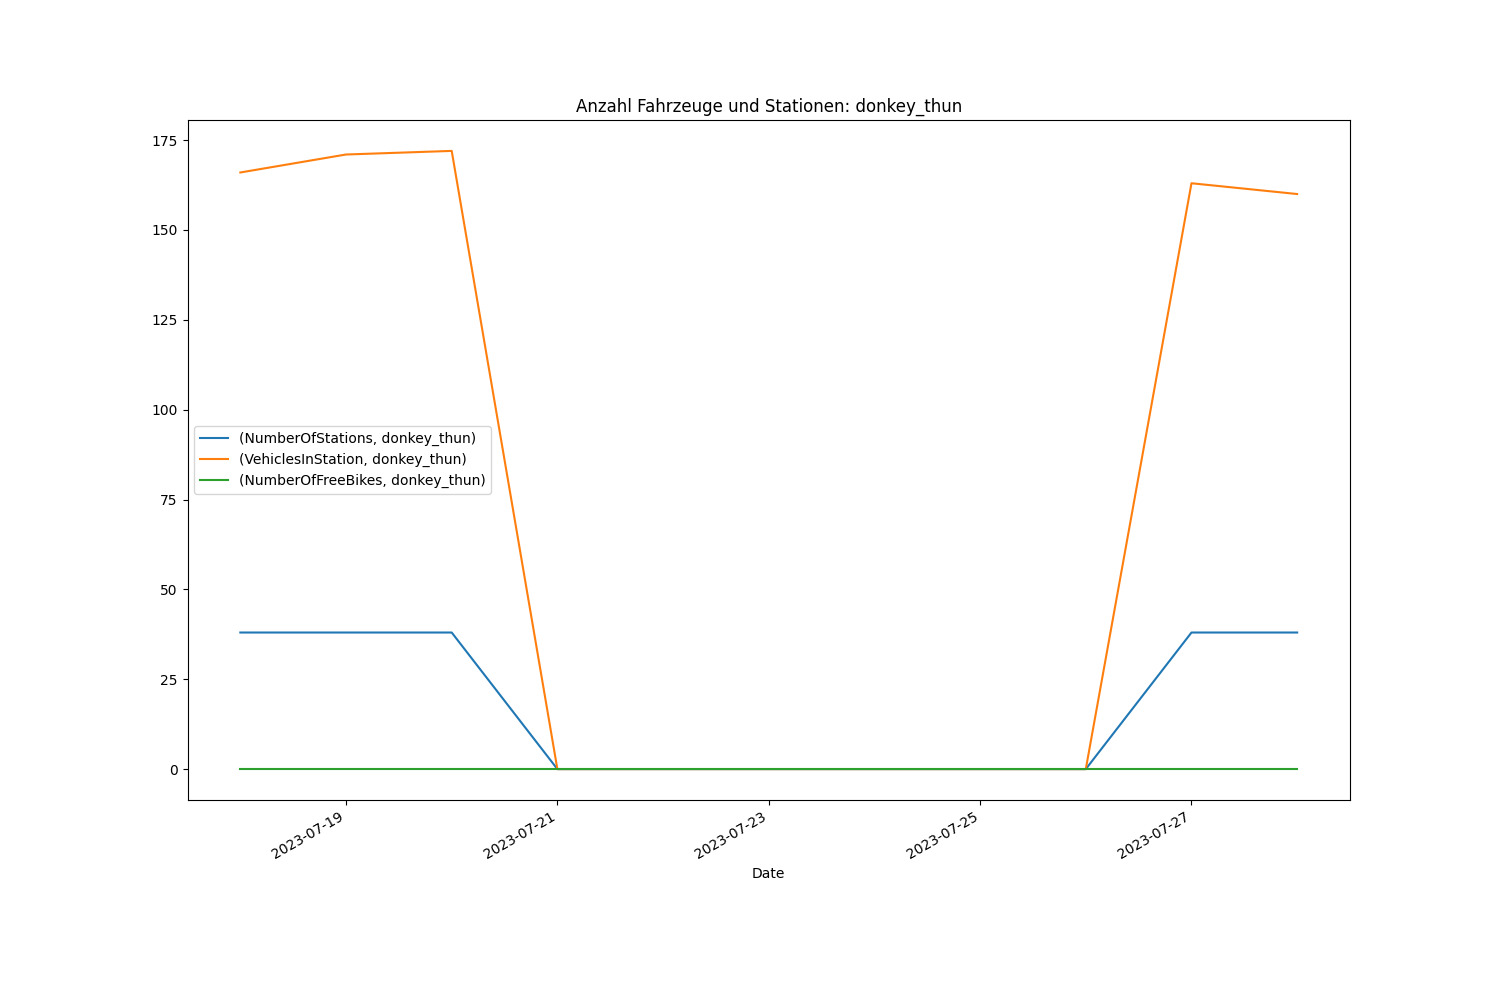 Anzahl Fahrzeuge und Stationen: donkey_thun
175
150
125
100
75
50
25
0
(NumberOfStations, donkey_thun)
(VehiclesInStation, donkey_thun)
(NumberOfFreeBikes, donkey_thun)
2023-07-19
2023-07-21
2023-07-23
2023-07-25
2023-07-27
Date